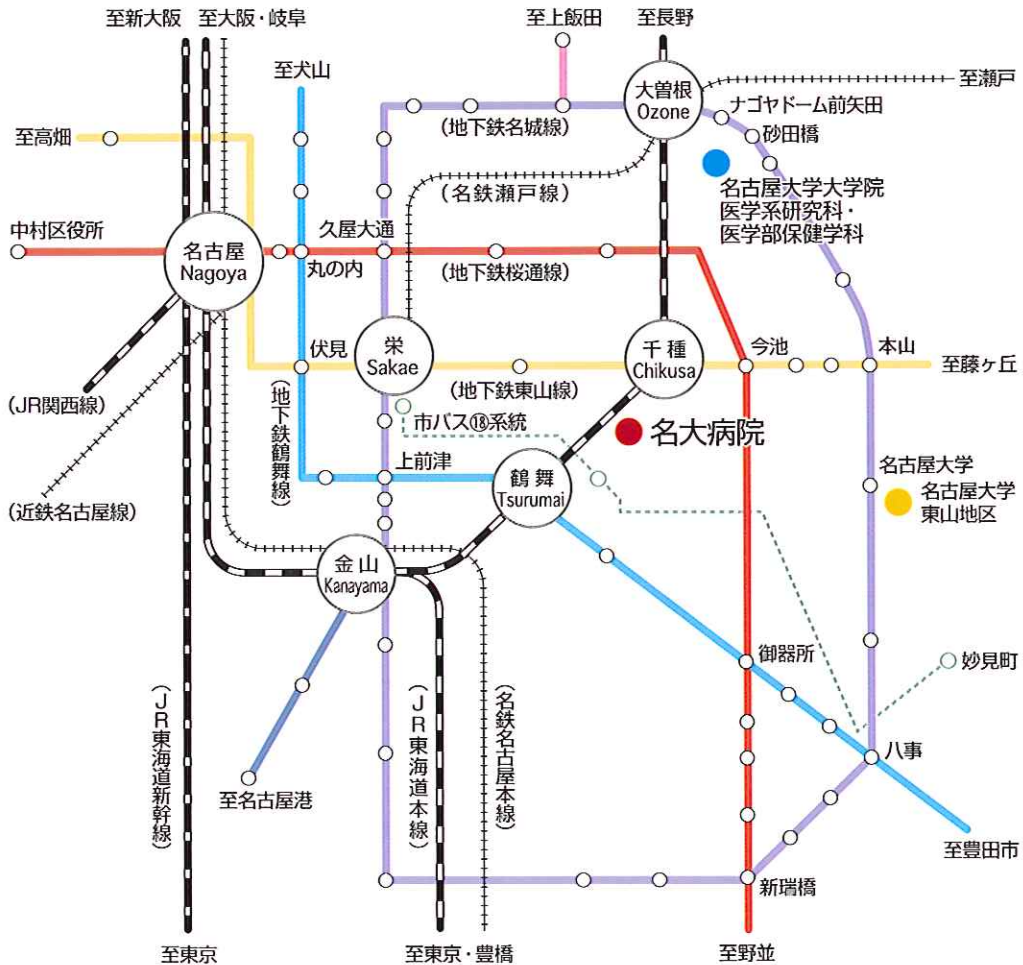 至新大阪
至大阪・岐阜
至上飯田
至長野
至犬山
大曽根
Ozone
至瀬戸
ナゴヤドーム前矢田
至高畑
(地下鉄名城線)
砂田橋
(名鉄瀬戸線)
名古屋大学大学院
医学系研究科・
医学部保健学科
中村区役所
名古屋
Nagoya
久屋大通
丸の内
(地下鉄桜通線)
伏見
栄
Sakae
千種
Chikusa
今池
本山
至藤ヶ丘
(地下鉄東山線)
(JR関西線)
(地下鉄鶴舞線)
市バス⑱系統
名大病院
上前津
鶴舞
Tsurumai
名古屋大学
名古屋大学
東山地区
(近鉄名古屋線)
金山
Kanayama
御器所
妙見町
(JR東海道新幹線)
(JR東海道本線)
(名鉄名古屋本線)
八事
至名古屋港
至豊田市
新瑞橋
至東京
至東京・豊橋
至野並